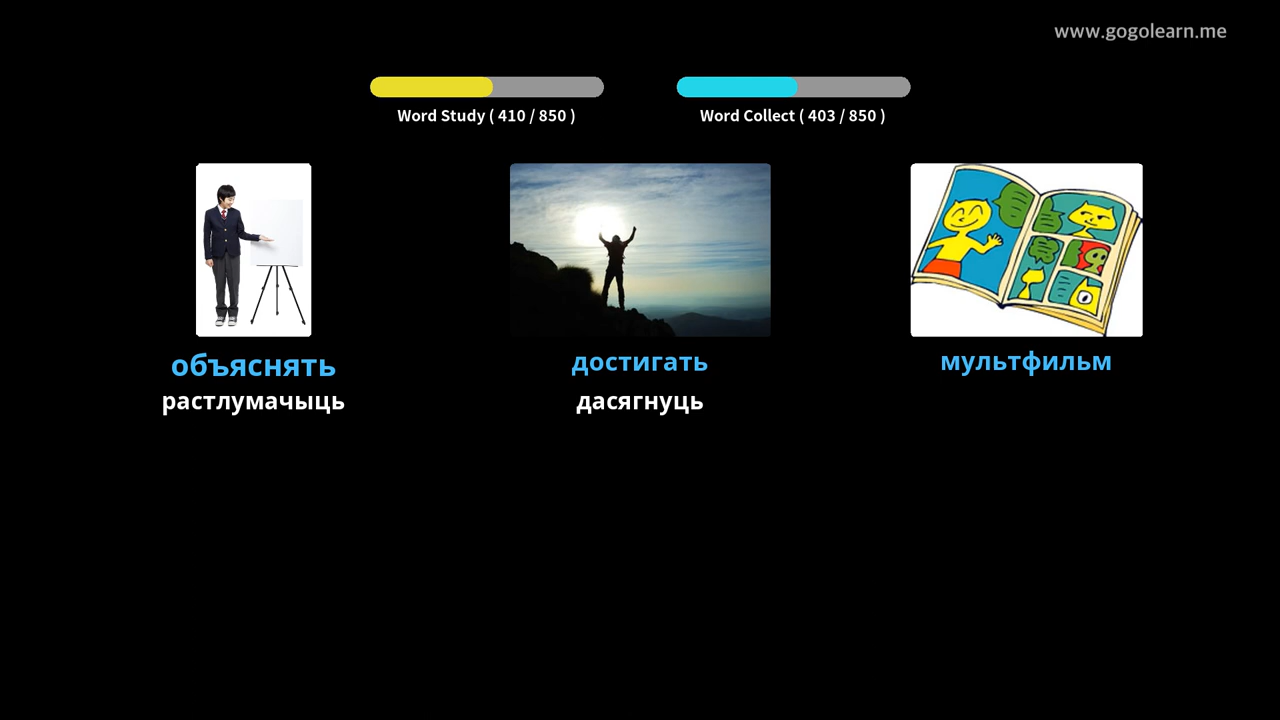 www.gogolearn.me
Word Study ( 410 / 850 )
Word Collect ( 403 / 850 )
объяснять
достигать
мультфильм
растлумачыць
дасягнуць